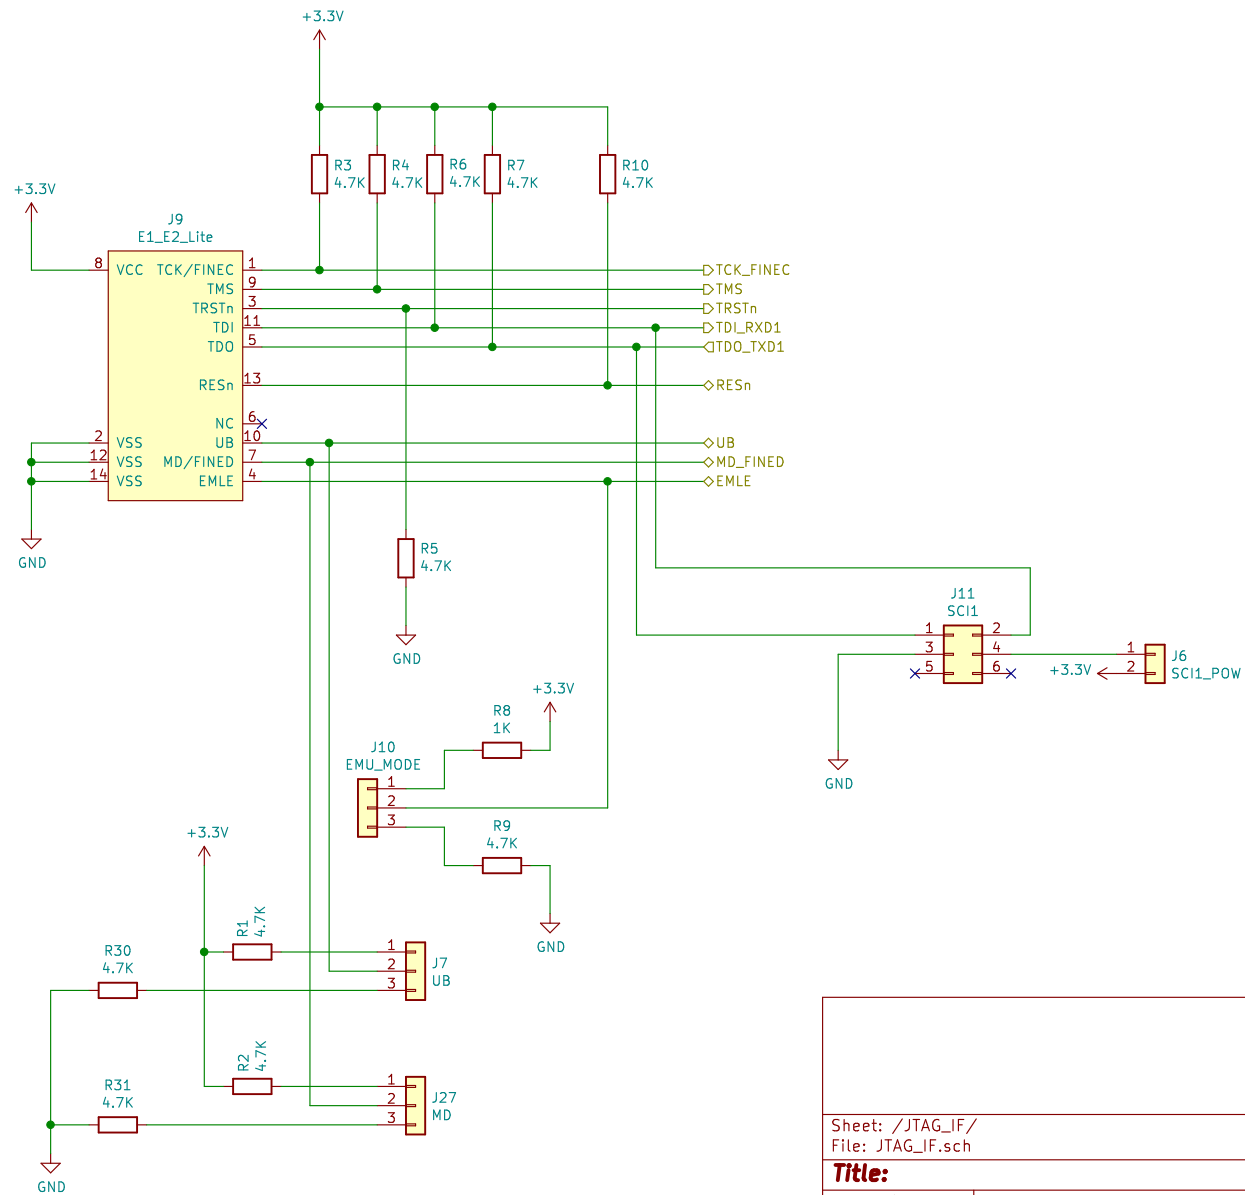 +3.3V
R3
4.7K
R4
4.7K
R6
4.7K
R7
4.7K
R10
4.7K
+3.3V
J9
E1_E2_Lite
8 VCC TCK/FINEC 1 TCK_FINEC
TMS 9 TMS
TRSTn 3 TRSTn
TDI 11 TDI_RXD1
TDO 5 TDO_TXD1
RESn 13 RESn
NC 6
2 VSS UB 10 UB
12 VSS MD/FINED 7 MD_FINED
14 VSS EMLE 4 EMLE
GND
R5
4.7K
GND
J11
SCI1
1 2
3 4
5 6
+3.3V
1
2
J6
SCI1_POW
GND
+3.3V
R8
1K
J10
EMU_MODE
1
2
3
R9
4.7K
GND
+3.3V
R1
4.7K
R30
4.7K
1
2
3
J7
UB
R2
4.7K
R31
4.7K
1
2
3
J27
MD
GND
Sheet: /JTAG_IF/
File: JTAG_IF.sch
Title: